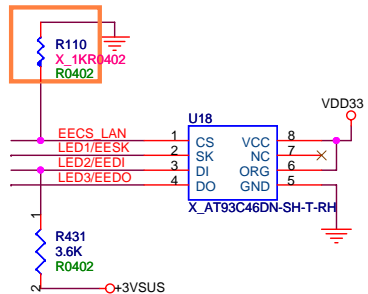 R110
X_1KR0402
R0402
U18
VDD33
EECS_LAN 1 CS VCC 8
LED1/EESK 2 SK NC 7
LED2/EEDI 3 DI ORG 6
LED3/EEDO 4 DO GND 5
X_AT93C46DN-SH-T-RH
1
R431
3.6K
R0402
2
+3VSUS